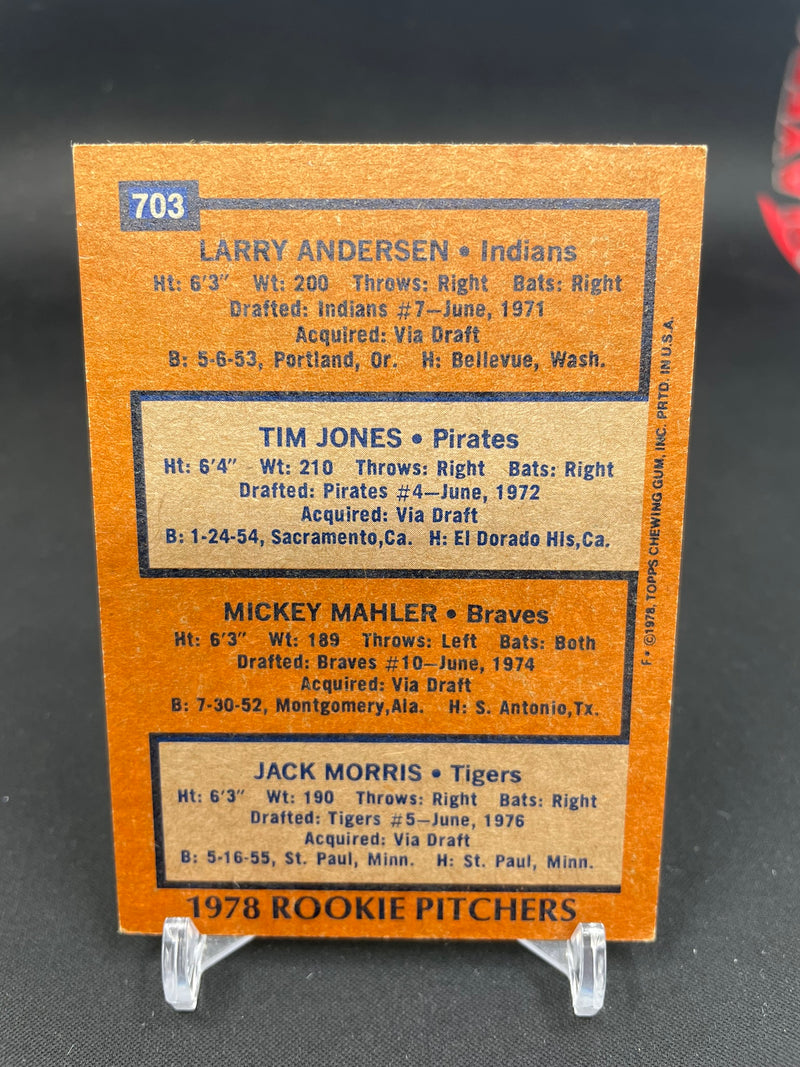 703
LARRY ANDERSEN • Indians
Ht: 6'3" Wt: 200 Throws: Right Bats: Right
Drafted: Indians #7—June, 1971
Acquired: Via Draft
B: 5-6-53, Portland, Or. H: Bellevue, Wash.
TIM JONES • Pirates
Ht: 6'4" Wt: 210 Throws: Right Bats: Right
Drafted: Pirates #4—June, 1972
Acquired: Via Draft
B: 1-24-54, Sacramento,Ca. H: El Dorado Hls,Ca.
MICKEY MAHLER • Braves
Ht: 6'3" Wt: 189 Throws: Left Bats: Both
Drafted: Braves #10—June, 1974
Acquired: Via Draft
B: 7-30-52, Montgomery,Ala. H: S. Antonio,Tx.
JACK MORRIS • Tigers
Ht: 6'3" Wt: 190 Throws: Right Bats: Right
Drafted: Tigers #5—June, 1976
Acquired: Via Draft
B: 5-16-55, St. Paul, Minn. H: St. Paul, Minn.
1978 ROOKIE PITCHERS
F• ©1978, TOPPS CHEWING GUM, INC. PRTD. IN U.S.A.